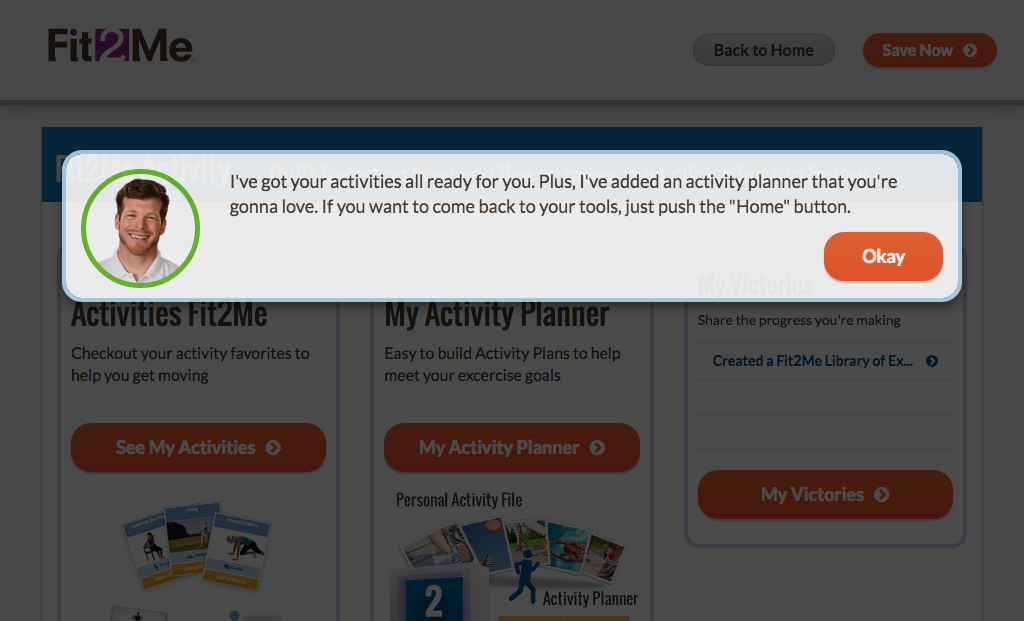 Fit2Me
Back to Home
Save Now
Fit2Me Activity
I've got your activities all ready for you. Plus, I've added an activity planner that you're
gonna love. If you want to come back to your tools, just push the "Home" button.
Okay
Activities Fit2Me
Checkout your activity favorites to
help you get moving
See My Activities
My Activity Planner
Easy to build Activity Plans to help
meet your excercise goals
My Activity Planner
Personal Activity File
2
Activity Planner
My Victories
Share the progress you're making
Created a Fit2Me Library of Ex...
My Victories